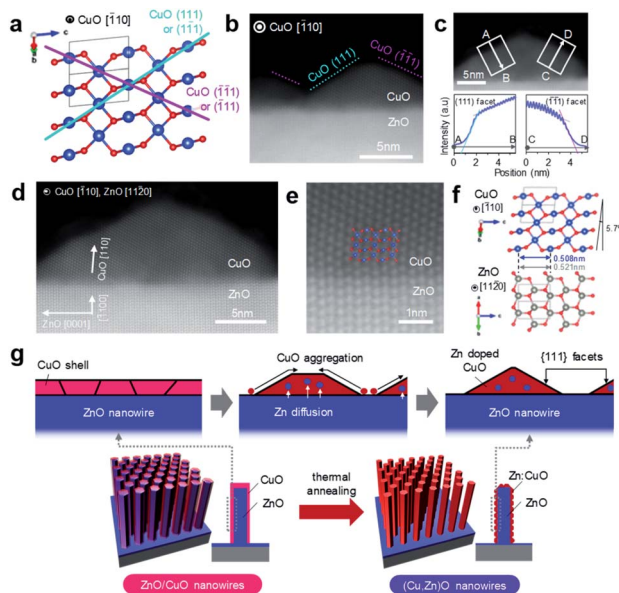 a
CuO [1̄10]
CuO (111)
or (11̄1)
c
b
CuO (1̄1̄1)
or (1̄11)
b
CuO [1̄10]
CuO (111)
CuO (1̄1̄1)
CuO
ZnO
5nm
c
A
B
D
C
5nm
Intensity (a.u)
(111) facet
A
B
(1̄1̄1) facet
C
D
0 2 4
0 2 4
Position (nm)
d
CuO [1̄10], ZnO [112̄0]
CuO [110]
CuO
ZnO
[1̄100]
ZnO [0001]
5nm
e
CuO
ZnO
1nm
f
CuO
[1̄10]
c
b
5.7°
0.508nm
0.521nm
ZnO
[112̄0]
a
c
b
g
CuO shell
ZnO nanowire
CuO aggregation
Zn diffusion
Zn doped
CuO
{111} facets
ZnO nanowire
CuO
ZnO
thermal
annealing
Zn:CuO
ZnO
ZnO/CuO nanowires
(Cu,Zn)O nanowires